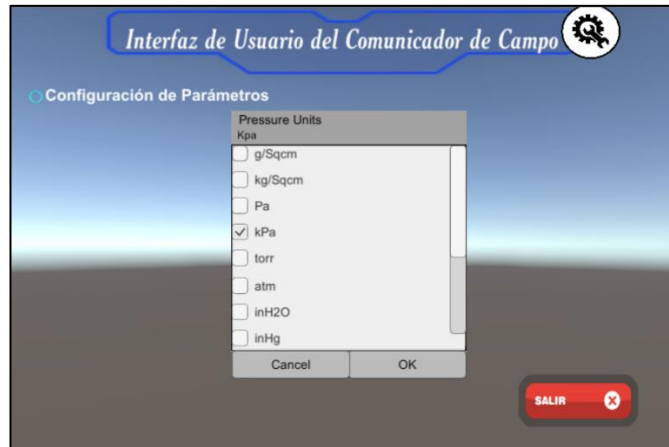 Interfaz de Usuario del Comunicador de Campo
Configuración de Parámetros
Pressure Units
Kpa
g/Sqcm
kg/Sqcm
Pa
kPa
torr
atm
inH2O
inHg
Cancel OK
SALIR